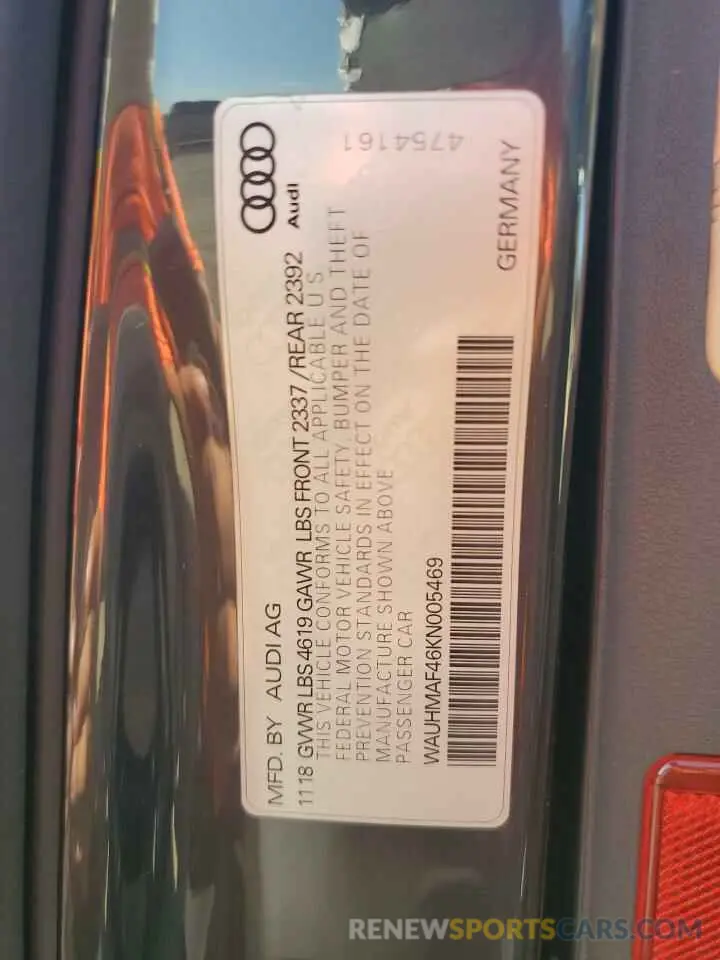 Audi
4754161
MFD. BY AUDI AG
11 18 GVWR LBS 4619 GAWR LBS FRONT 2337 /REAR 2392
THIS VEHICLE CONFORMS TO ALL APPLICABLE U S
FEDERAL MOTOR VEHICLE SAFETY, BUMPER AND THEFT
PREVENTION STANDARDS IN EFFECT ON THE DATE OF
MANUFACTURE SHOWN ABOVE
PASSENGER CAR
WAUHMAF46KN005469
GERMANY
RENEWSPORTSCARS.COM